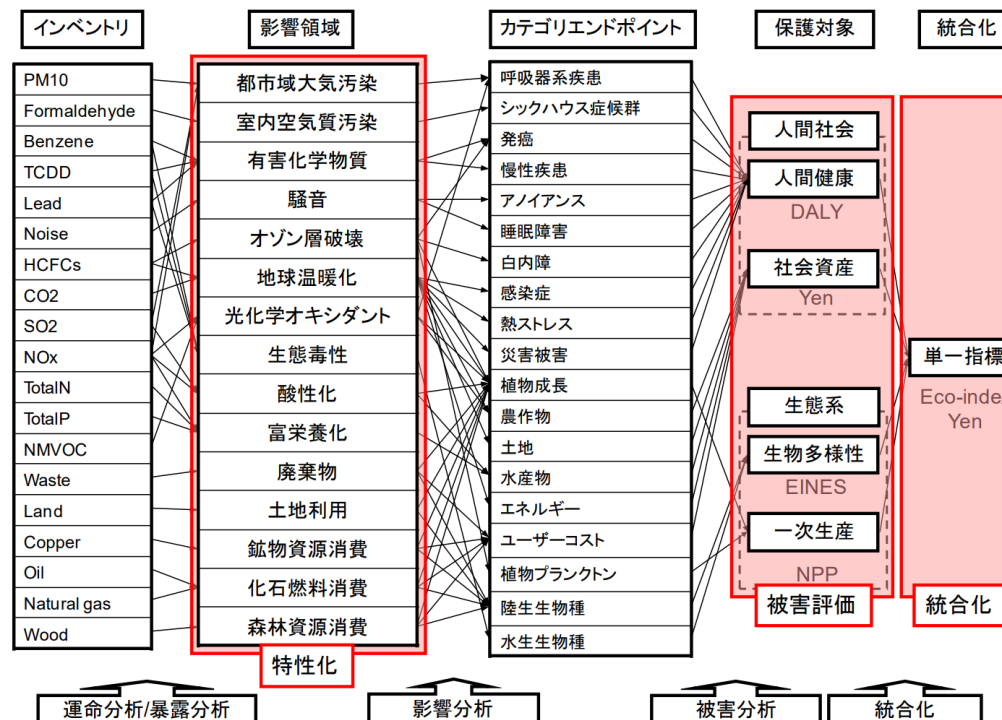 インベントリ
影響領域
カテゴリエンドポイント
保護対象
統合化
PM10
Formaldehyde
Benzene
TCDD
Lead
Noise
HCFCs
CO2
SO2
NOx
TotalN
TotalP
NMVOC
Waste
Land
Copper
Oil
Natural gas
Wood
都市域大気汚染
室内空気質汚染
有害化学物質
騒音
オゾン層破壊
地球温暖化
光化学オキシダント
生態毒性
酸性化
富栄養化
廃棄物
土地利用
鉱物資源消費
化石燃料消費
森林資源消費
特性化
呼吸器系疾患
シックハウス症候群
発癌
慢性疾患
アノイアンス
睡眠障害
白内障
感染症
熱ストレス
災害被害
植物成長
農作物
土地
水産物
エネルギー
ユーザーコスト
植物プランクトン
陸生生物種
水生生物種
人間社会
人間健康
DALY
社会資産
Yen
生態系
生物多様性
EINES
一次生産
NPP
被害評価
単一指標
Eco-inde
Yen
統合化
運命分析/暴露分析
影響分析
被害分析
統合化